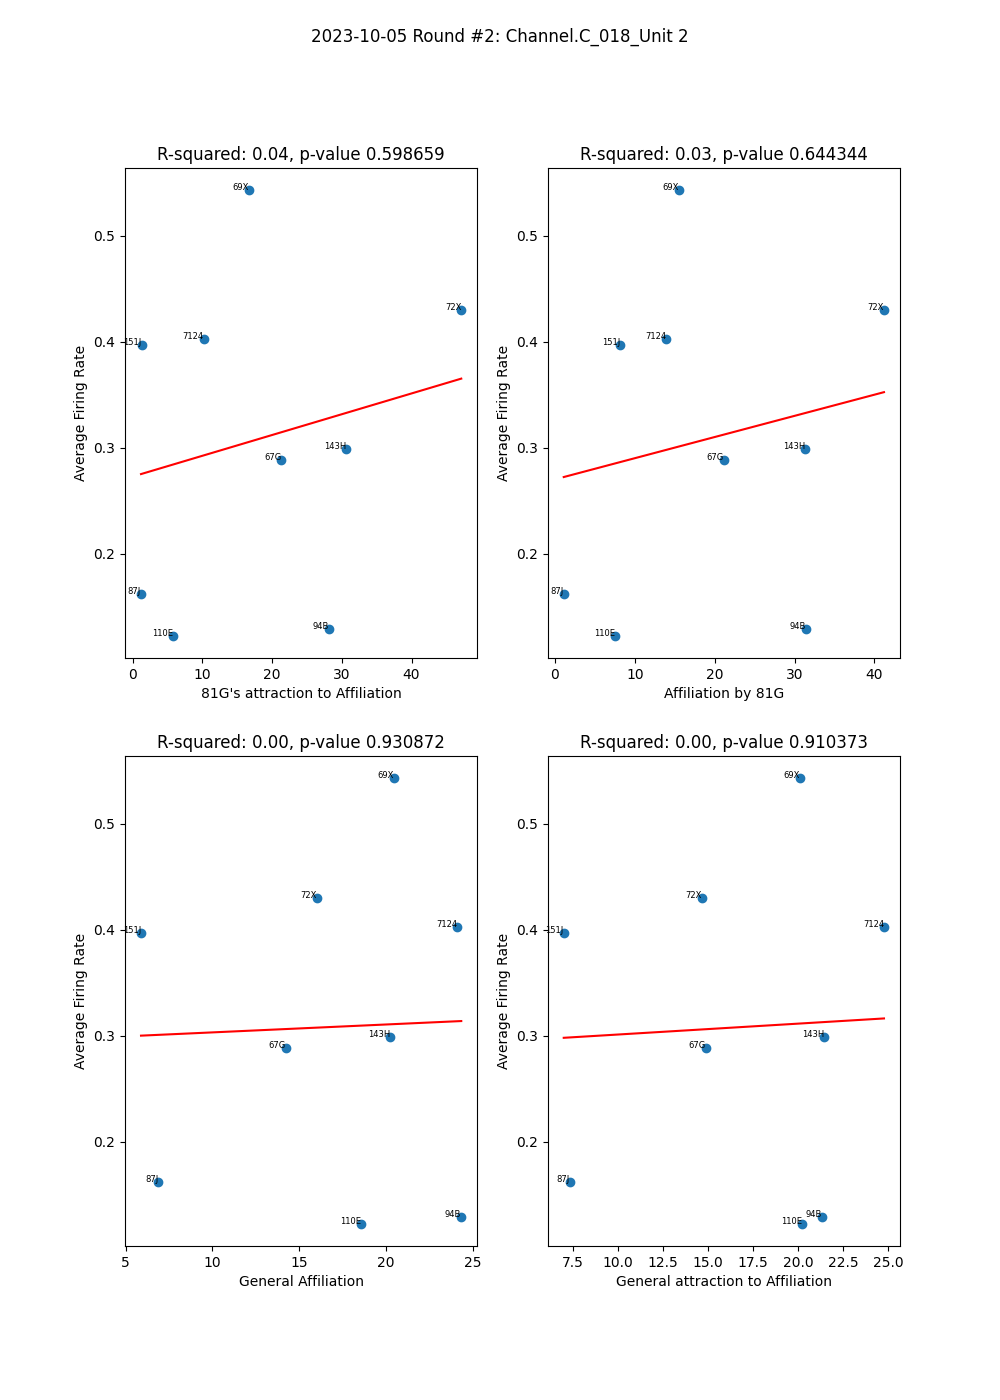 2023-10-05 Round #2: Channel.C_018_Unit 2
R-squared: 0.04, p-value 0.598659
69X
72X
7124
151J
143H
67G
87J
94B
110E
0.5
0.4
0.3
0.2
Average Firing Rate
0 10 20 30 40
81G's attraction to Affiliation
R-squared: 0.03, p-value 0.644344
69X
72X
7124
151J
143H
67G
87J
94B
110E
0.5
0.4
0.3
0.2
Average Firing Rate
0 10 20 30 40
Affiliation by 81G
R-squared: 0.00, p-value 0.930872
69X
72X
7124
151J
143H
67G
87J
94B
110E
0.5
0.4
0.3
0.2
Average Firing Rate
5 10 15 20 25
General Affiliation
R-squared: 0.00, p-value 0.910373
69X
72X
7124
151J
143H
67G
87J
94B
110E
0.5
0.4
0.3
0.2
Average Firing Rate
7.5 10.0 12.5 15.0 17.5 20.0 22.5 25.0
General attraction to Affiliation